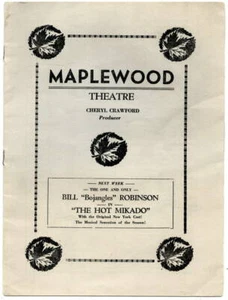 MAPLEWOOD
THEATRE
CHERYL CRAWFORD
Producer
NEXT WEEK
THE ONE AND ONLY
BILL "Bojangles" ROBINSON
IN
"THE HOT MIKADO"
With the Original New York Cast!
The Musical Sensation of the Season!